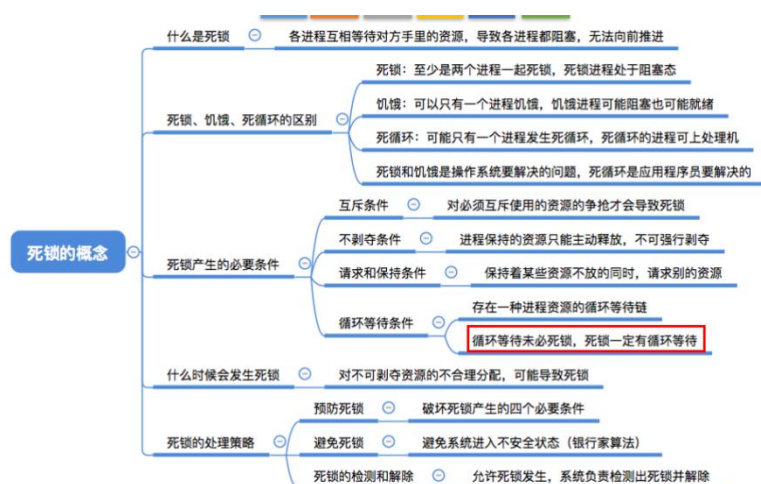 什么是死锁
各进程互相等待对方手里的资源，导致各进程都阻塞，无法向前推进
死锁、饥饿、死循环的区别
死锁：至少是两个进程一起死锁，死锁进程处于阻塞态
饥饿：可以只有一个进程饥饿，饥饿进程可能阻塞也可能就绪
死循环：可能只有一个进程发生死循环，死循环的进程可上处理机
死锁和饥饿是操作系统要解决的问题，死循环是应用程序员要解决的
死锁的概念
死锁产生的必要条件
互斥条件
对必须互斥使用的资源的争抢才会导致死锁
不剥夺条件
进程保持的资源只能主动释放，不可强行剥夺
请求和保持条件
保持着某些资源不放的同时，请求别的资源
循环等待条件
存在一种进程资源的循环等待链
循环等待未必死锁，死锁一定有循环等待
什么时候会发生死锁
对不可剥夺资源的不合理分配，可能导致死锁
死锁的处理策略
预防死锁
破坏死锁产生的四个必要条件
避免死锁
避免系统进入不安全状态（银行家算法）
死锁的检测和解除
允许死锁发生，系统负责检测出死锁并解除